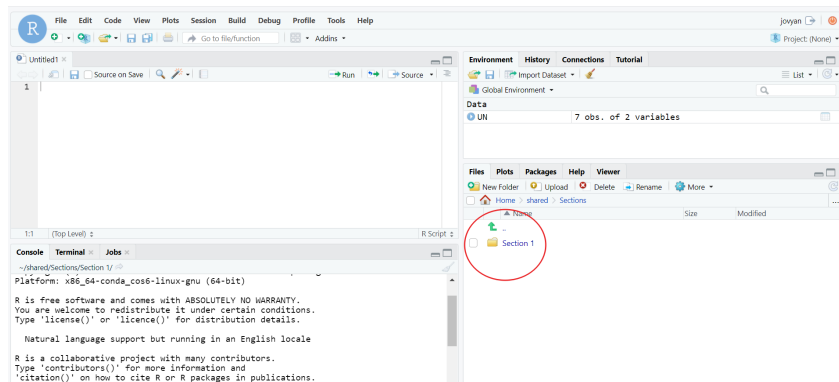 R
File Edit Code View Plots Session Build Debug Profile Tools Help
jovyan
Go to file/function
Addins
Project: (None)
Untitled1
Source on Save
Run
Source
1
1:1 (Top Level)
R Script
Console Terminal Jobs
~/shared/Sections/Section 1/
Platform: x86_64-conda_cos6-linux-gnu (64-bit)
R is free software and comes with ABSOLUTELY NO WARRANTY.
You are welcome to redistribute it under certain conditions.
Type 'license()' or 'licence()' for distribution details.
Natural language support but running in an English locale
R is a collaborative project with many contributors.
Type 'contributors()' for more information and
'citation()' on how to cite R or R packages in publications.
Environment History Connections Tutorial
Import Dataset
List
Global Environment
Data
UN 7 obs. of 2 variables
Files Plots Packages Help Viewer
New Folder Upload Delete Rename More
Home shared Sections
...
Name Size Modified
..
Section 1